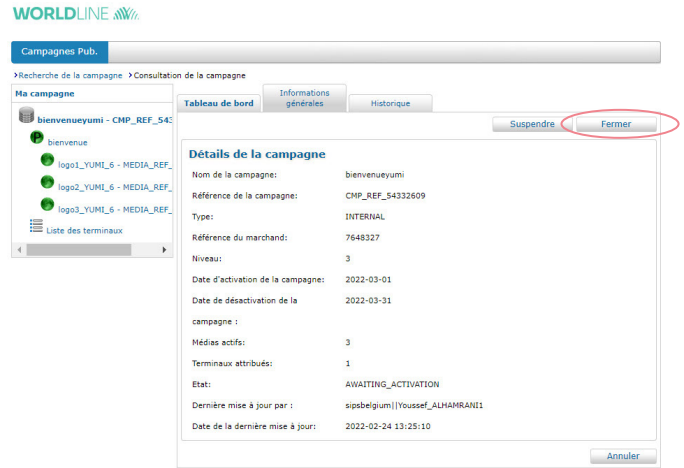 WORLDLINE
Campagnes Pub.
>Recherche de la campagne >Consultation de la campagne
Ma campagne
bienvenueyumi - CMP_REF_543
bienvenue
logo1_YUMI_6 - MEDIA_REF_
logo2_YUMI_6 - MEDIA_REF_
logo3_YUMI_6 - MEDIA_REF_
Liste des terminaux
Tableau de bord
Informations
générales
Historique
Suspendre
Fermer
Détails de la campagne
Nom de la campagne: bienvenueyumi
Référence de la campagne: CMP_REF_54332609
Type: INTERNAL
Référence du marchand: 7648327
Niveau: 3
Date d'activation de la campagne: 2022-03-01
Date de désactivation de la 2022-03-31
campagne :
Médias actifs: 3
Terminaux attribués: 1
Etat: AWAITING_ACTIVATION
Dernière mise à jour par : sipsbelgium||Youssef_ALHAMRANI1
Date de la dernière mise à jour: 2022-02-24 13:25:10
Annuler